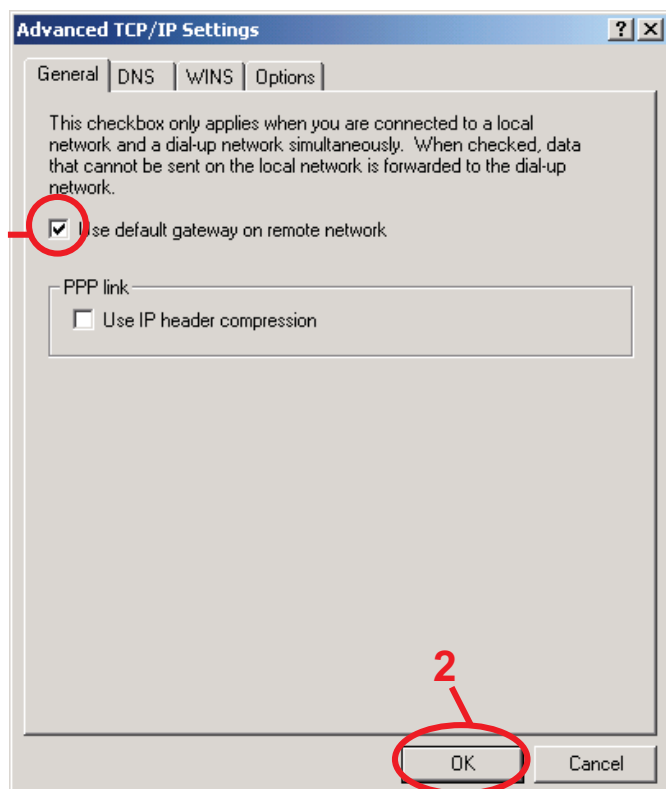 Advanced TCP/IP Settings
General DNS WINS Options
This checkbox only applies when you are connected to a local
network and a dial-up network simultaneously. When checked, data
that cannot be sent on the local network is forwarded to the dial-up
network.
Use default gateway on remote network
PPP link
Use IP header compression
2
OK Cancel